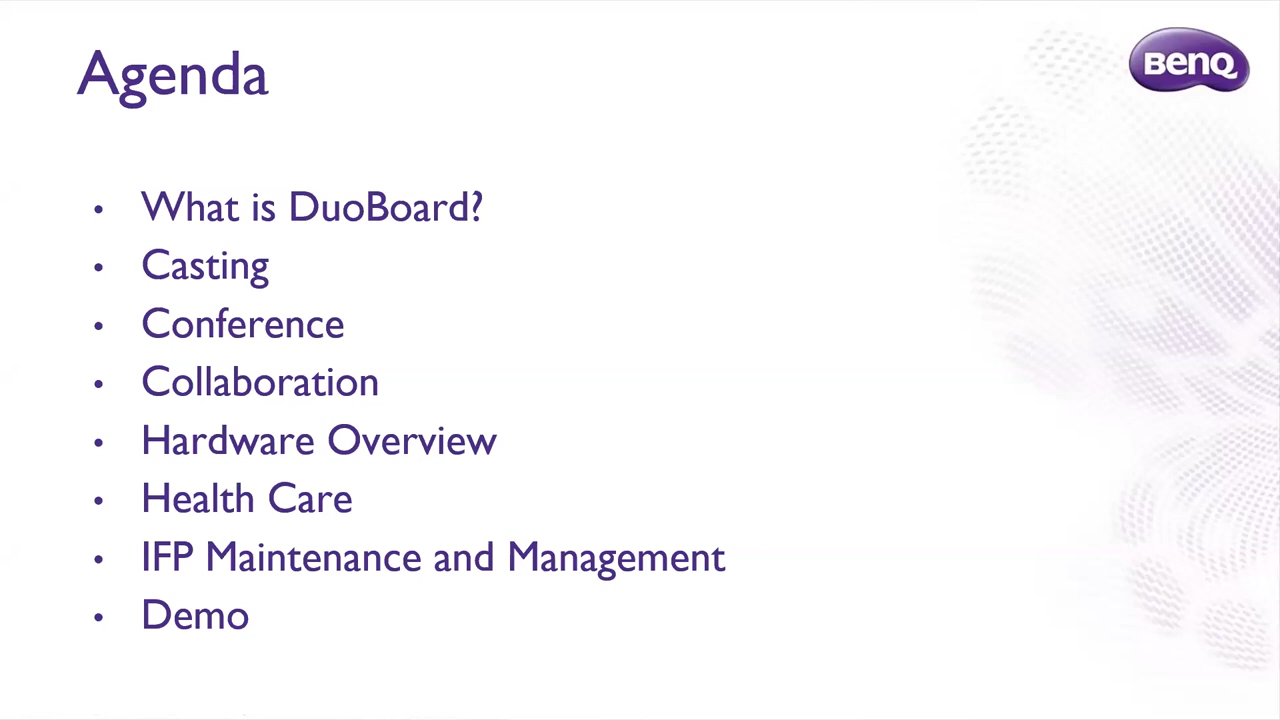 Agenda
BenQ
• What is DuoBoard?
• Casting
• Conference
• Collaboration
• Hardware Overview
• Health Care
• IFP Maintenance and Management
• Demo